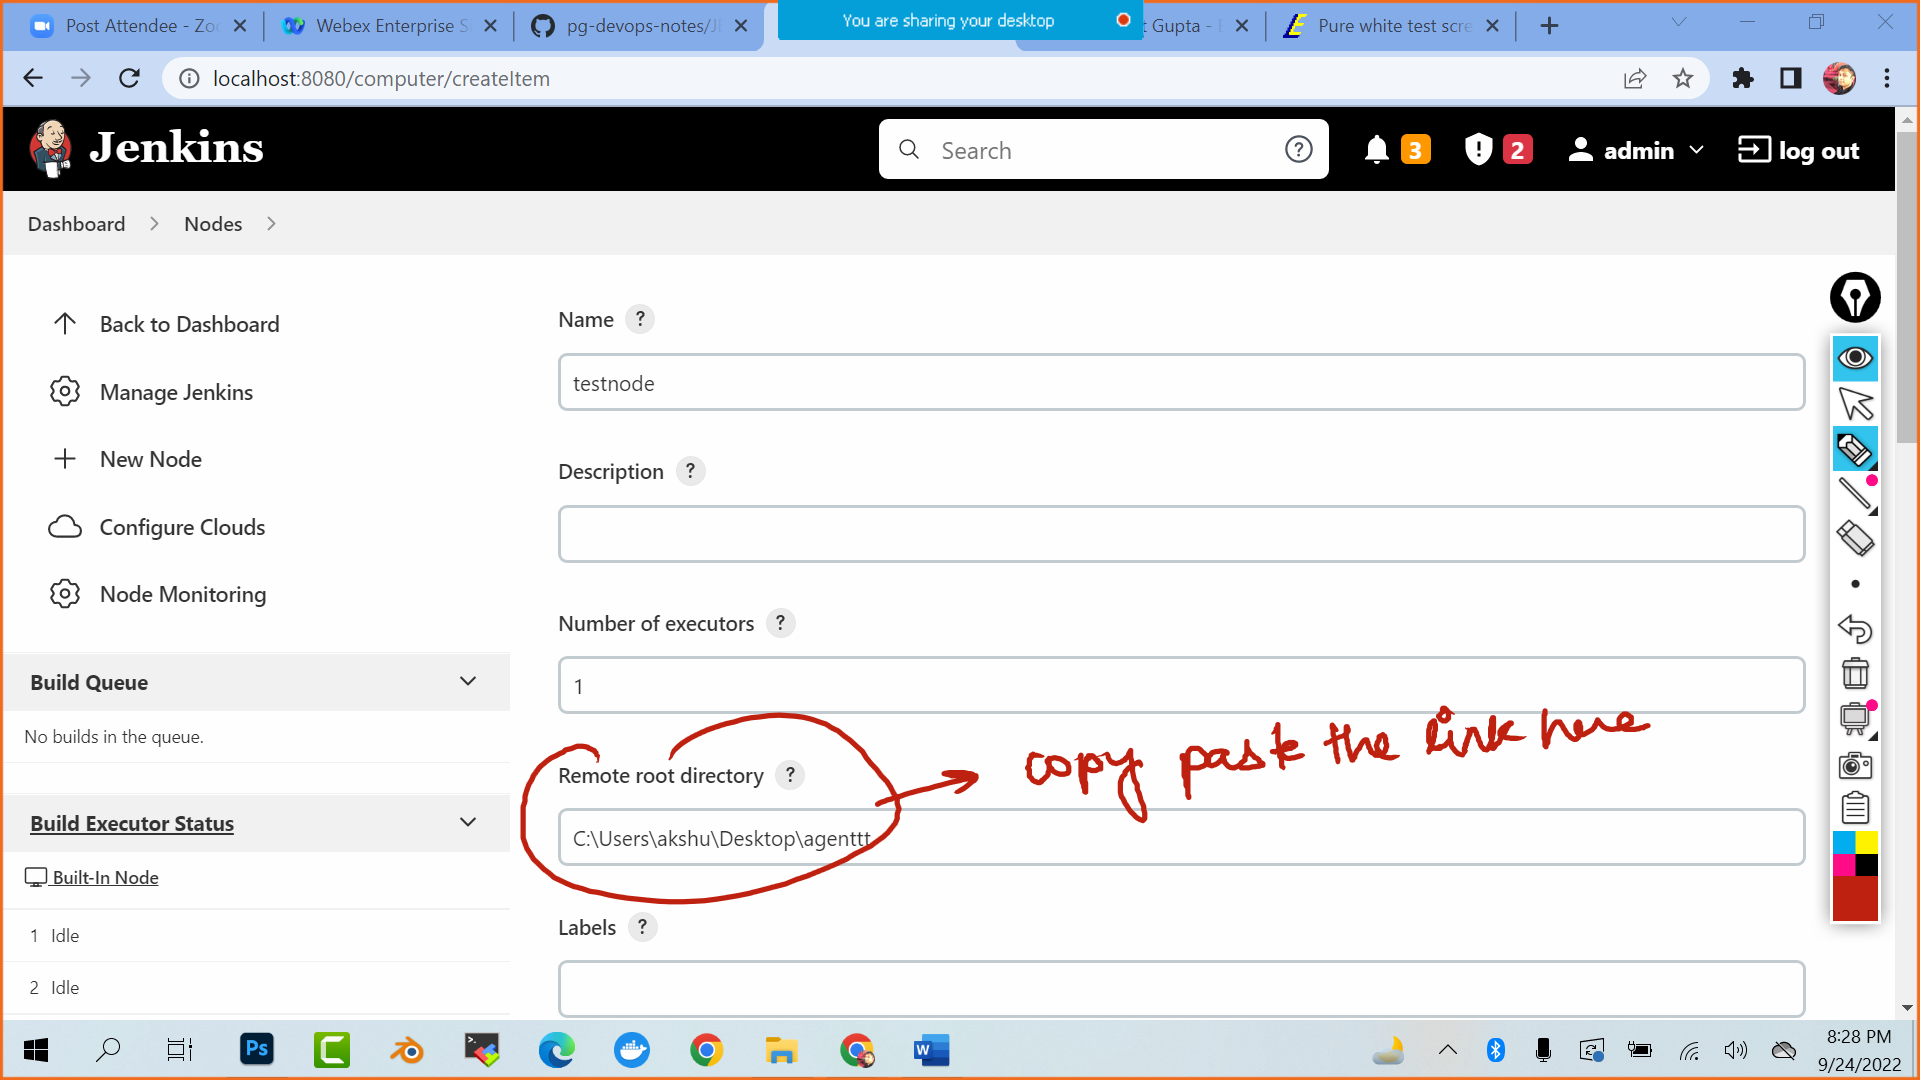 Post Attendee - Zoo
Webex Enterprise S
pg-devops-notes/JE
You are sharing your desktop
t Gupta - E
Pure white test scre
localhost:8080/computer/createItem
Jenkins
Search
3
2
admin
log out
Dashboard
Nodes
Back to Dashboard
Manage Jenkins
New Node
Configure Clouds
Node Monitoring
Build Queue
No builds in the queue.
Build Executor Status
Built-In Node
1 Idle
2 Idle
Name ?
testnode
Description ?
Number of executors ?
1
Remote root directory ?
C:\Users\akshu\Desktop\agenttt
copy paste the link here
Labels ?
Ps
W
8:28 PM
9/24/2022